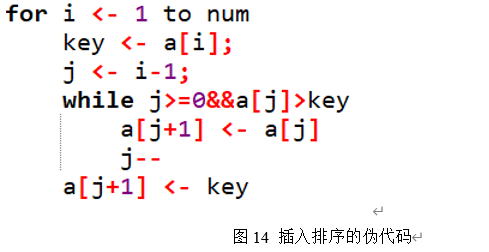 for i <- 1 to num
    key <- a[i];
    j <- i-1;
    while j>=0&&a[j]>key
        a[j+1] <- a[j]
        j--
    a[j+1] <- key
图 14 插入排序的伪代码